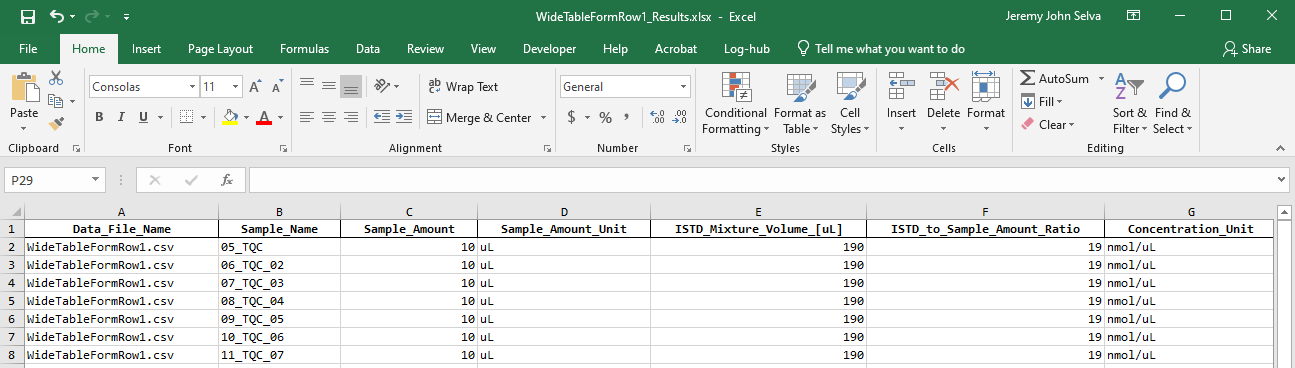 WideTableFormRow1_Results.xlsx - Excel
Jeremy John Selva
File Home Insert Page Layout Formulas Data Review View Developer Help Acrobat Log-hub Tell me what you want to do Share
Paste
Clipboard
Consolas 11 A A
B I U A
Font
Wrap Text
Merge & Center
Alignment
General
$ % , .00 .0
Number
Conditional Formatting
Format as Table
Cell Styles
Styles
Insert Delete Format
Cells
AutoSum
Fill
Clear
Sort & Filter
Find & Select
Editing
P29 fx
A B C D E F G
1 Data_File_Name Sample_Name Sample_Amount Sample_Amount_Unit ISTD_Mixture_Volume_[uL] ISTD_to_Sample_Amount_Ratio Concentration_Unit
2 WideTableFormRow1.csv 05_TQC 10 uL 190 19 nmol/uL
3 WideTableFormRow1.csv 06_TQC_02 10 uL 190 19 nmol/uL
4 WideTableFormRow1.csv 07_TQC_03 10 uL 190 19 nmol/uL
5 WideTableFormRow1.csv 08_TQC_04 10 uL 190 19 nmol/uL
6 WideTableFormRow1.csv 09_TQC_05 10 uL 190 19 nmol/uL
7 WideTableFormRow1.csv 10_TQC_06 10 uL 190 19 nmol/uL
8 WideTableFormRow1.csv 11_TQC_07 10 uL 190 19 nmol/uL